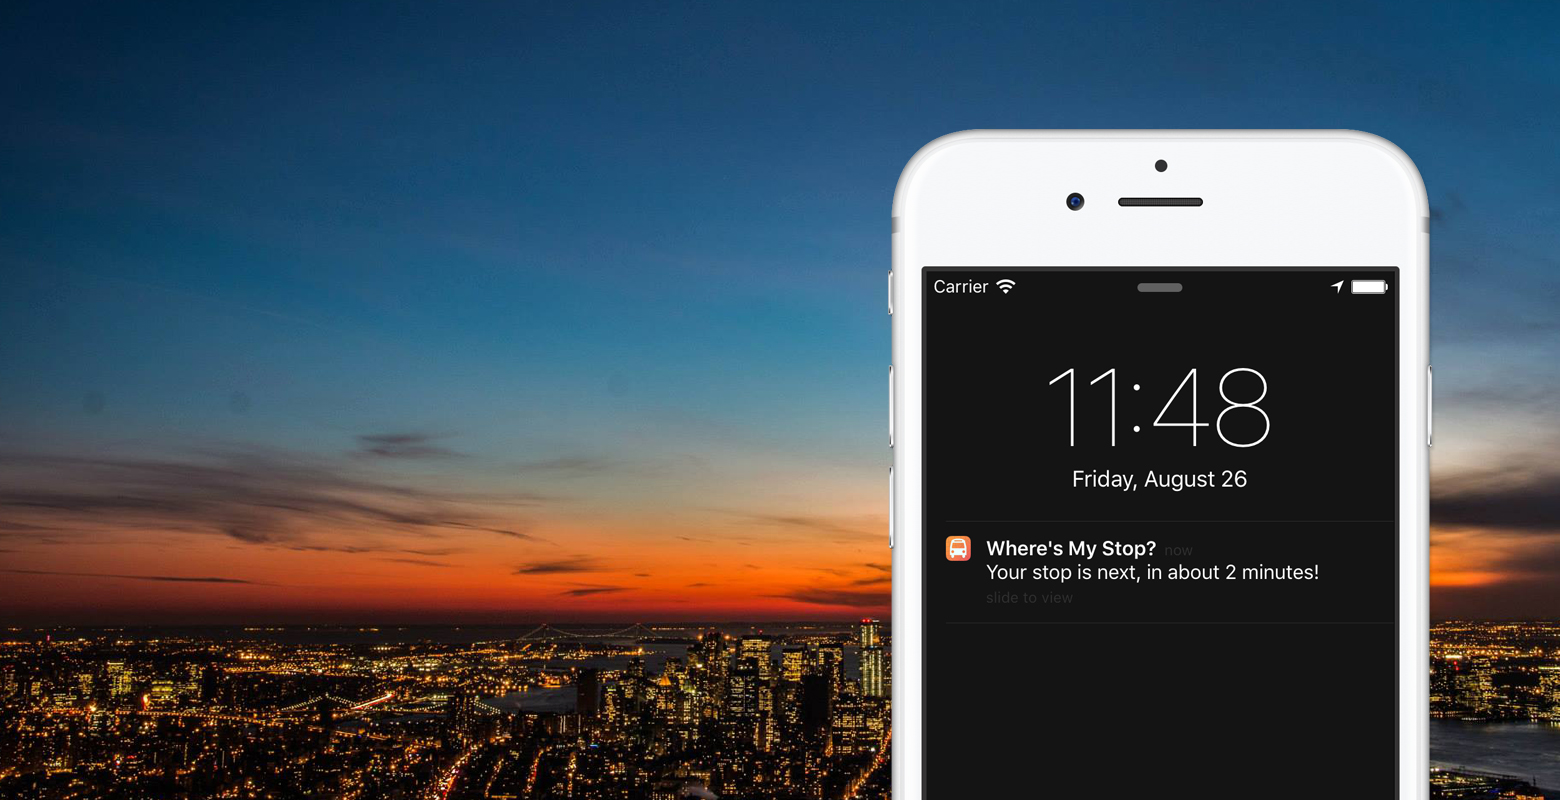 Carrier
11:48
Friday, August 26
Where's My Stop? now
Your stop is next, in about 2 minutes!
slide to view